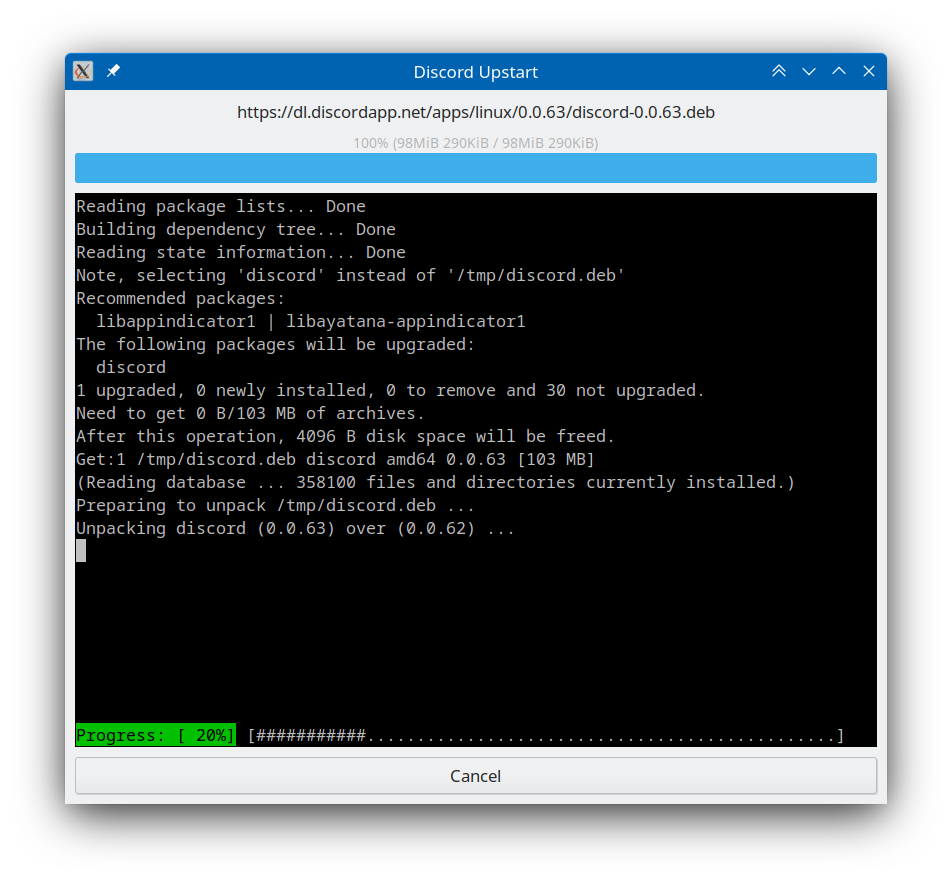 Discord Upstart
https://dl.discordapp.net/apps/linux/0.0.63/discord-0.0.63.deb
100% (98MiB 290KiB / 98MiB 290KiB)
Reading package lists... Done
Building dependency tree... Done
Reading state information... Done
Note, selecting 'discord' instead of '/tmp/discord.deb'
Recommended packages:
  libappindicator1 | libayatana-appindicator1
The following packages will be upgraded:
  discord
1 upgraded, 0 newly installed, 0 to remove and 30 not upgraded.
Need to get 0 B/103 MB of archives.
After this operation, 4096 B disk space will be freed.
Get:1 /tmp/discord.deb discord amd64 0.0.63 [103 MB]
(Reading database ... 358100 files and directories currently installed.)
Preparing to unpack /tmp/discord.deb ...
Unpacking discord (0.0.63) over (0.0.62) ...
Progress: [ 20%] [###########...............................................]
Cancel